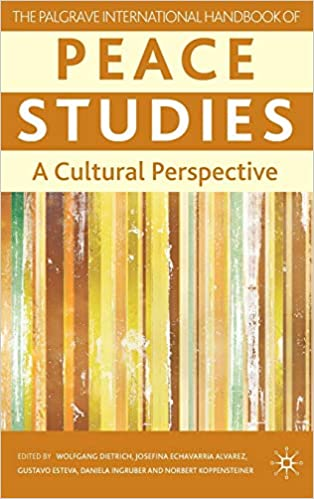 THE PALGRAVE INTERNATIONAL HANDBOOK OF
PEACE
STUDIES
A Cultural Perspective
EDITED BY WOLFGANG DIETRICH, JOSEFINA ECHAVARRIA ALVAREZ,
GUSTAVO ESTEVA, DANIELA INGRUBER AND NORBERT KOPPENSTEINER